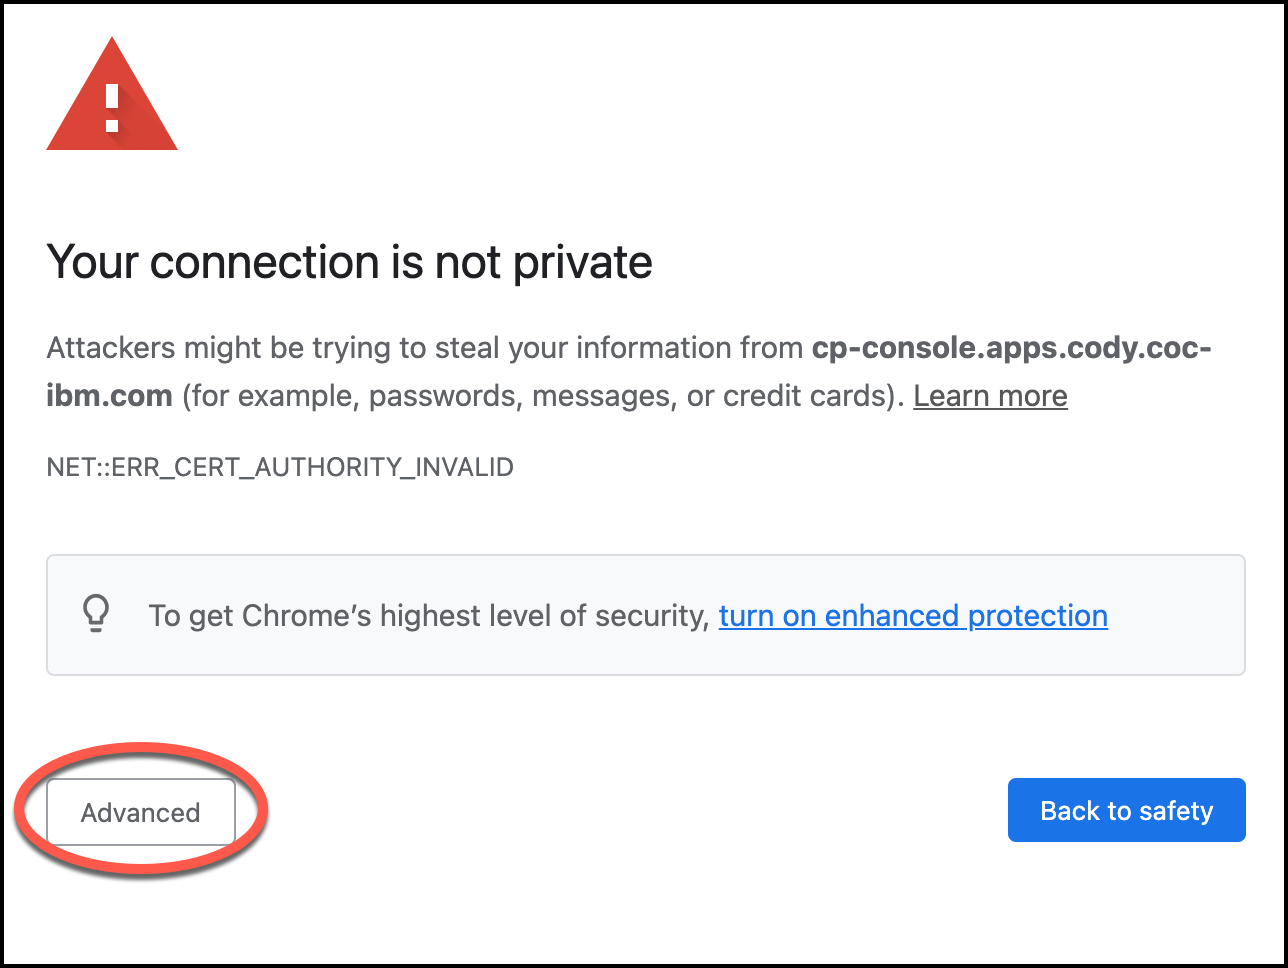 Your connection is not private
Attackers might be trying to steal your information from cp-console.apps.cody.coc-
ibm.com (for example, passwords, messages, or credit cards). Learn more
NET::ERR_CERT_AUTHORITY_INVALID
To get Chrome’s highest level of security, turn on enhanced protection
Advanced
Back to safety